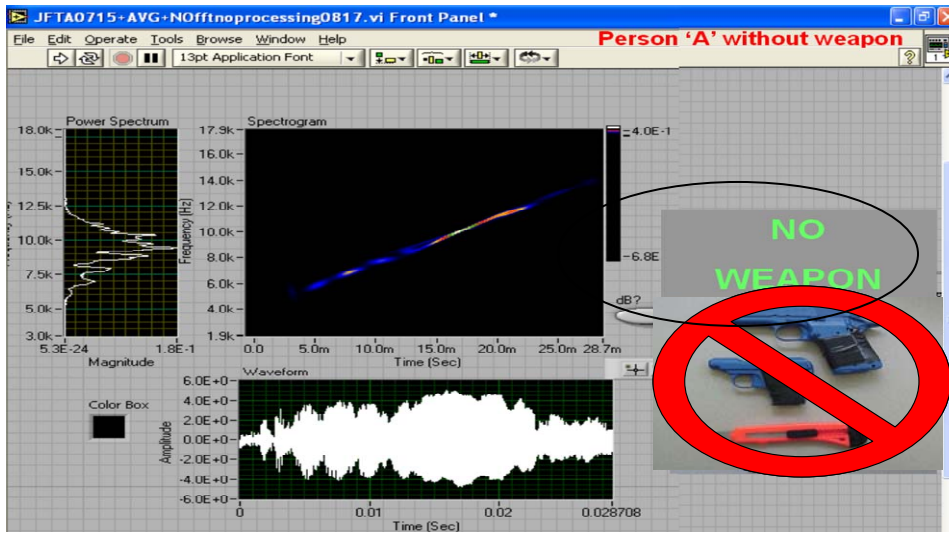 JFTA0715+AVG+NOfftnoprocessing0817.vi Front Panel *
File Edit Operate Tools Browse Window Help
Person ‘A’ without weapon
13pt Application Font
?
1
Power Spectrum
18.0k
15.0k
12.5k
10.0k
7.5k
5.0k
3.0k
5.3E-24 1.8E-1
Magnitude
Spectrogram
17.9k
16.0k
14.0k
12.0k
10.0k
8.0k
6.0k
4.0k
1.9k
Frequency (Hz)
0.0 5.0m 10.0m 15.0m 20.0m 25.0m 28.7m
Time (Sec)
4.0E-1
-6.8E
dB?
NO
WEAPON
Color Box
Waveform
6.0E+0
4.0E+0
2.0E+0
0.0E+0
-2.0E+0
-4.0E+0
-6.0E+0
Amplitude
0 0.01 0.02 0.028708
Time (Sec)